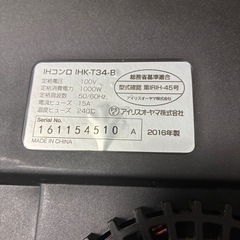 IHコンロ IHK-T34-B
定格電圧：100V
定格消費電力：1000W
定格周波数：50/60Hz
電流ヒューズ：15A
温度ヒューズ：240℃
Serial No.
161154510 A
MADE IN CHINA
総務省基準適合
型式確認 第IRIH-45号
アイリスオーヤマ株式会社
2016年製